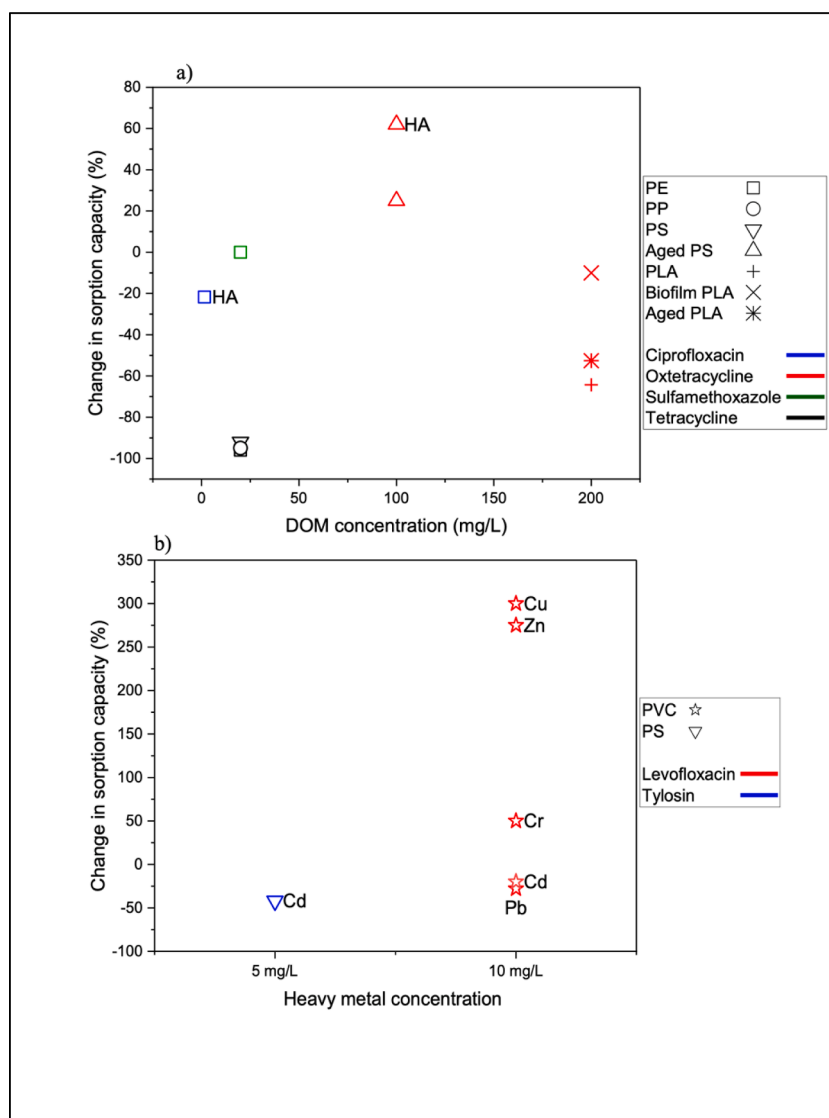 a)
80
60
40
20
0
-20
-40
-60
-80
-100
Change in sorption capacity (%)
HA
HA
0
50
100
150
200
DOM concentration (mg/L)
PE
PP
PS
Aged PS
PLA
Biofilm PLA
Aged PLA
Ciprofloxacin
Oxtetracycline
Sulfamethoxazole
Tetracycline
b)
350
300
250
200
150
100
50
0
-50
-100
Change in sorption capacity (%)
Cu
Zn
Cr
Cd
Cd
Pb
5 mg/L
10 mg/L
Heavy metal concentration
PVC
PS
Levofloxacin
Tylosin